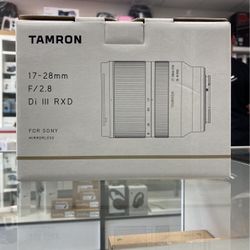 TAMRON
17-28mm
F/2.8
Di III RXD
FOR SONY
MIRRORLESS